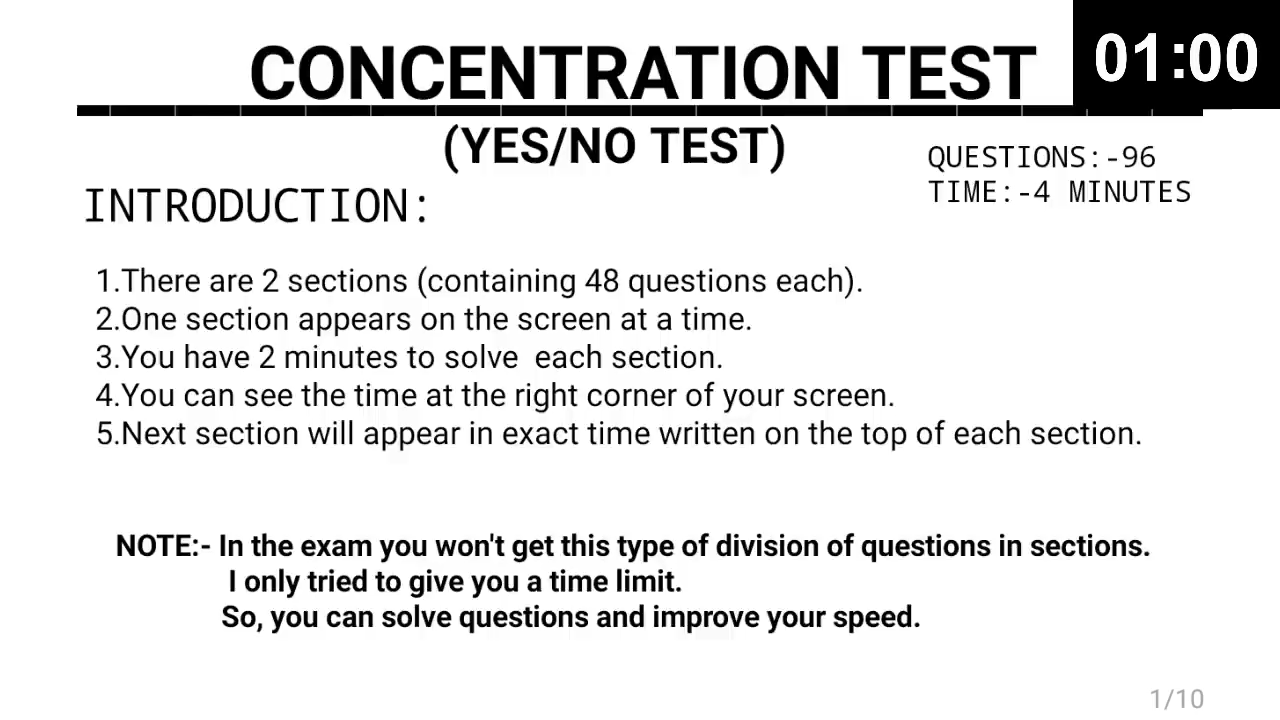 CONCENTRATION TEST
01:00
(YES/NO TEST)
QUESTIONS:-96
TIME:-4 MINUTES
INTRODUCTION:
1.There are 2 sections (containing 48 questions each).
2.One section appears on the screen at a time.
3.You have 2 minutes to solve  each section.
4.You can see the time at the right corner of your screen.
5.Next section will appear in exact time written on the top of each section.
NOTE:- In the exam you won't get this type of division of questions in sections.
I only tried to give you a time limit.
So, you can solve questions and improve your speed.
1/10